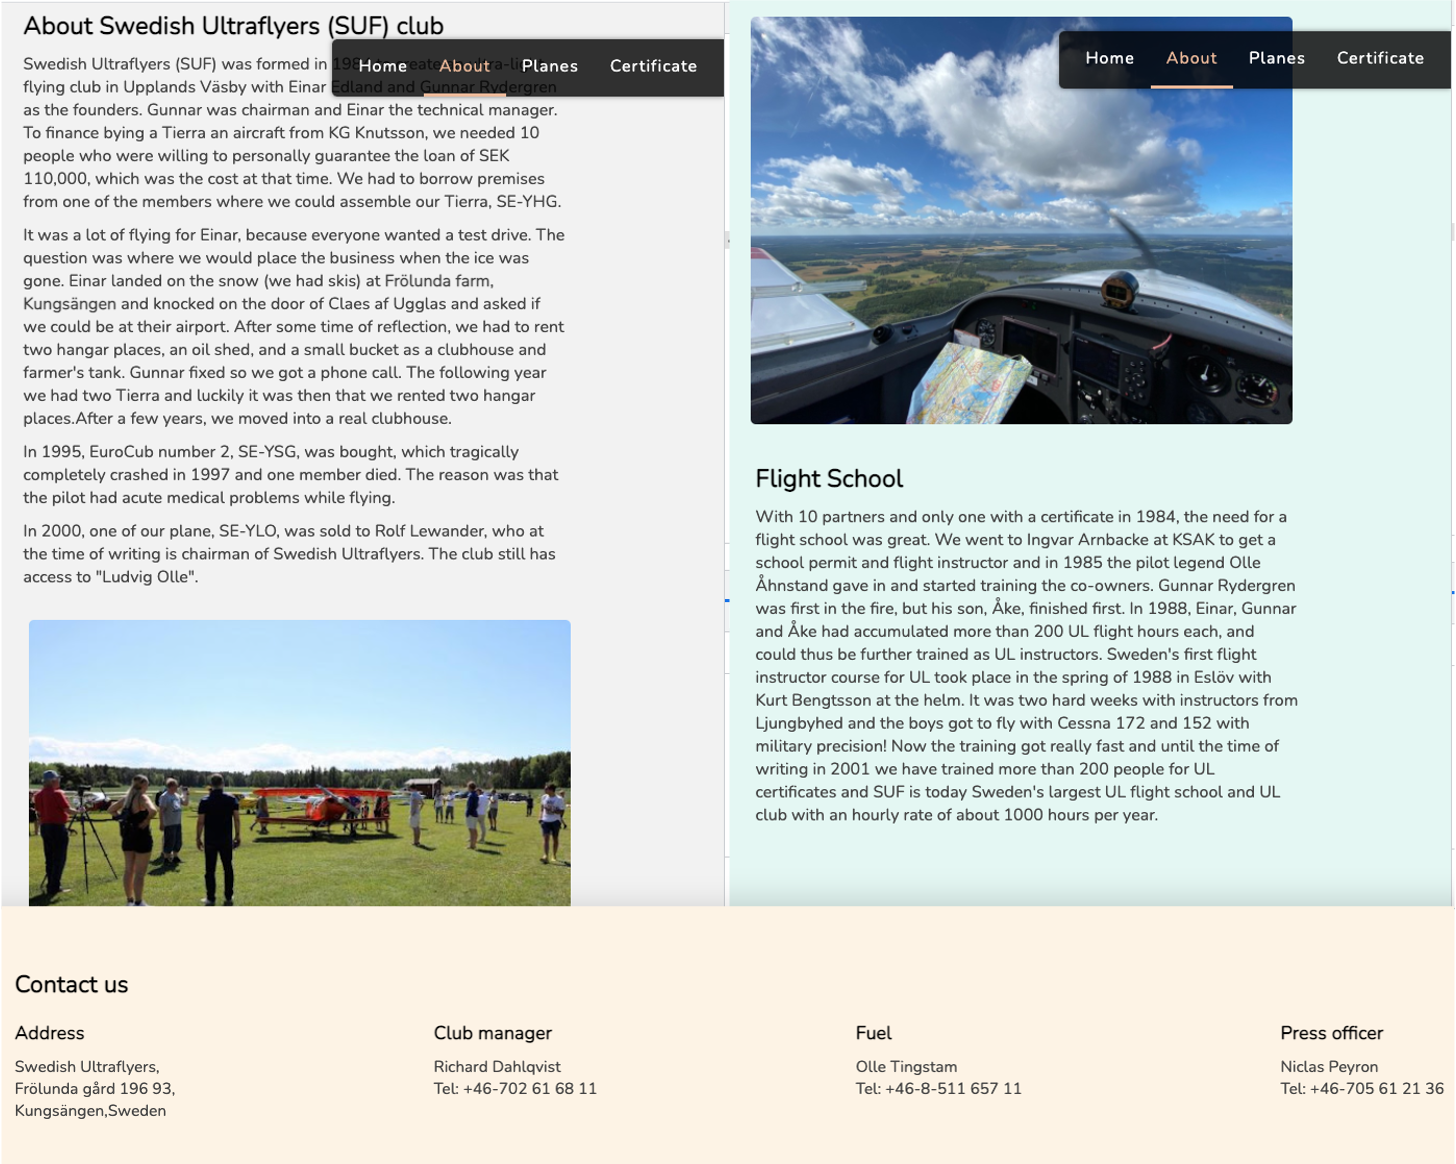 About Swedish Ultraflyers (SUF) club
Swedish Ultraflyers (SUF) was formed in
Home About Planes Certificate
flying club in Upplands Väsby with Einar Edland and Gunnar Rydergren
as the founders. Gunnar was chairman and Einar the technical manager.
To finance bying a Tierra an aircraft from KG Knutsson, we needed 10
people who were willing to personally guarantee the loan of SEK
110,000, which was the cost at that time. We had to borrow premises
from one of the members where we could assemble our Tierra, SE-YHG.
It was a lot of flying for Einar, because everyone wanted a test drive. The
question was where we would place the business when the ice was
gone. Einar landed on the snow (we had skis) at Frölunda farm,
Kungsängen and knocked on the door of Claes af Ugglas and asked if
we could be at their airport. After some time of reflection, we had to rent
two hangar places, an oil shed, and a small bucket as a clubhouse and
farmer's tank. Gunnar fixed so we got a phone call. The following year
we had two Tierra and luckily it was then that we rented two hangar
places.After a few years, we moved into a real clubhouse.
In 1995, EuroCub number 2, SE-YSG, was bought, which tragically
completely crashed in 1997 and one member died. The reason was that
the pilot had acute medical problems while flying.
In 2000, one of our plane, SE-YLO, was sold to Rolf Lewander, who at
the time of writing is chairman of Swedish Ultraflyers. The club still has
access to "Ludvig Olle".
Home About Planes Certificate
Flight School
With 10 partners and only one with a certificate in 1984, the need for a
flight school was great. We went to Ingvar Arnbacke at KSAK to get a
school permit and flight instructor and in 1985 the pilot legend Olle
Åhnstand gave in and started training the co-owners. Gunnar Rydergren
was first in the fire, but his son, Åke, finished first. In 1988, Einar, Gunnar
and Åke had accumulated more than 200 UL flight hours each, and
could thus be further trained as UL instructors. Sweden's first flight
instructor course for UL took place in the spring of 1988 in Eslöv with
Kurt Bengtsson at the helm. It was two hard weeks with instructors from
Ljungbyhed and the boys got to fly with Cessna 172 and 152 with
military precision! Now the training got really fast and until the time of
writing in 2001 we have trained more than 200 people for UL
certificates and SUF is today Sweden's largest UL flight school and UL
club with an hourly rate of about 1000 hours per year.
Contact us
Address
Swedish Ultraflyers,
Frölunda gård 196 93,
Kungsängen,Sweden
Club manager
Richard Dahlqvist
Tel: +46-702 61 68 11
Fuel
Olle Tingstam
Tel: +46-8-511 657 11
Press officer
Niclas Peyron
Tel: +46-705 61 21 36